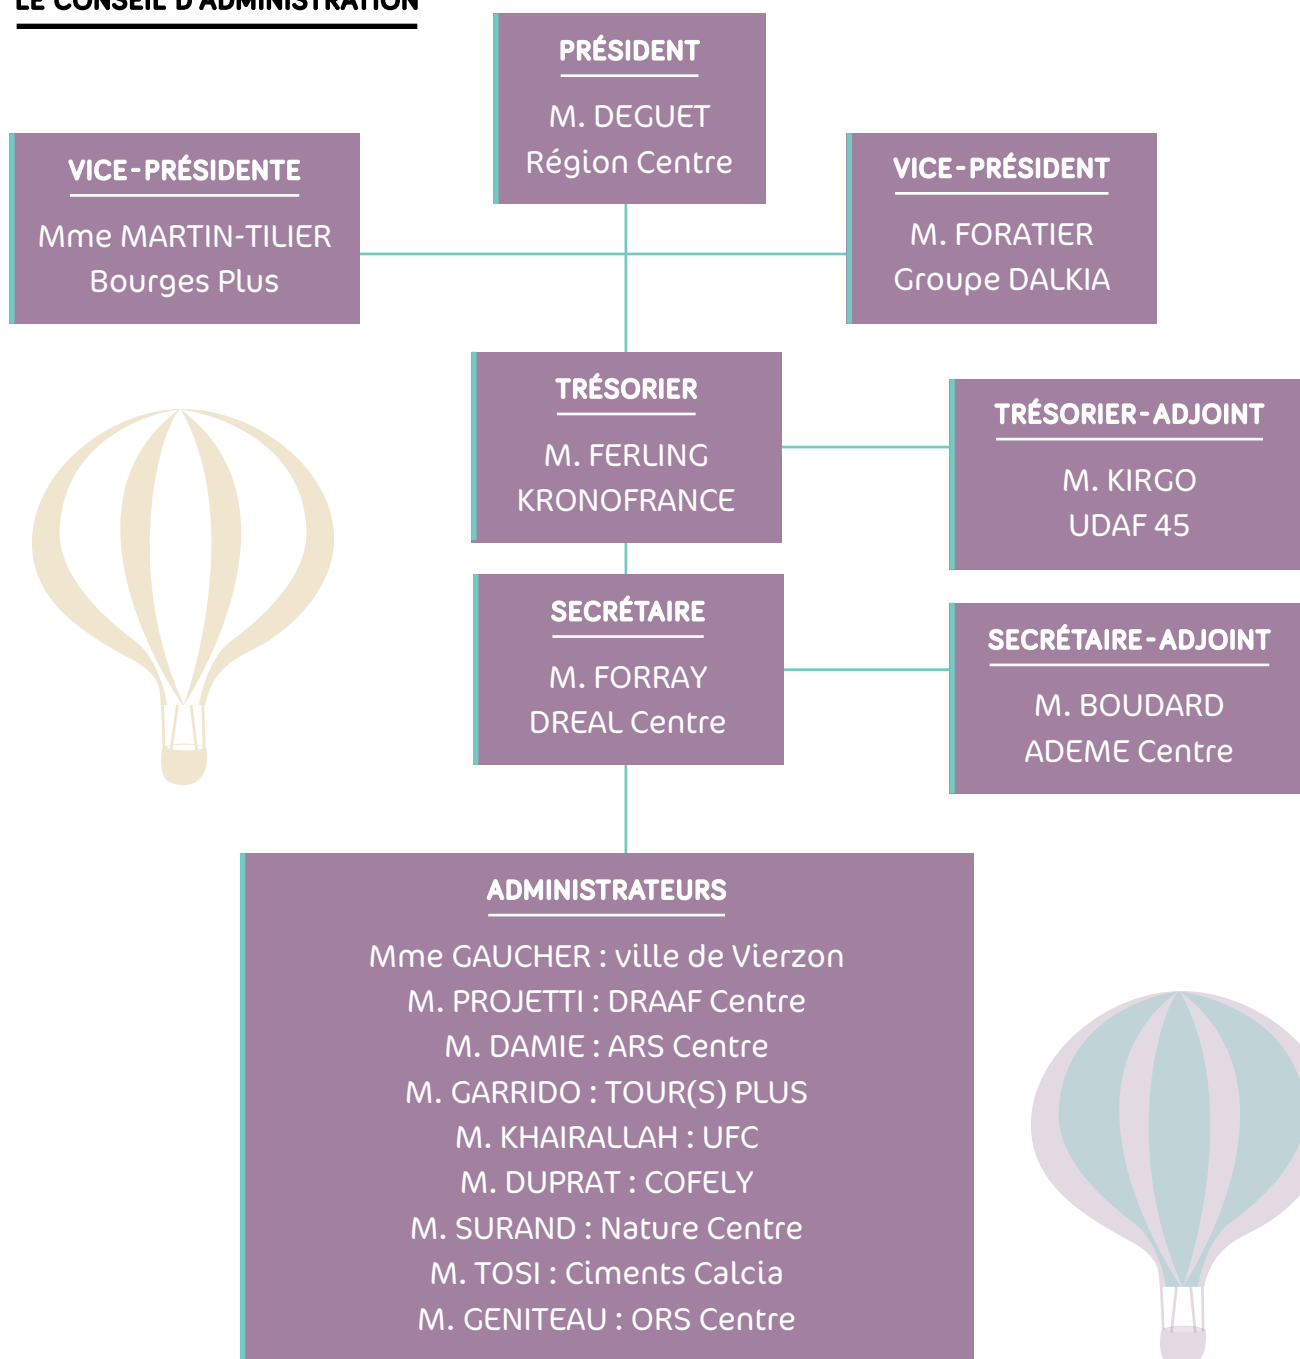 LE CONSEIL D'ADMINISTRATION
PRÉSIDENT
M. DEGUET
Région Centre
VICE-PRÉSIDENTE
Mme MARTIN-TILIER
Bourges Plus
VICE-PRÉSIDENT
M. FORATIER
Groupe DALKIA
TRÉSORIER
M. FERLING
KRONOFRANCE
TRÉSORIER-ADJOINT
M. KIRGO
UDAF 45
SECRÉTAIRE
M. FORRAY
DREAL Centre
SECRÉTAIRE-ADJOINT
M. BOUDARD
ADEME Centre
ADMINISTRATEURS
Mme GAUCHER : ville de Vierzon
M. PROJETTI : DRAAF Centre
M. DAMIE : ARS Centre
M. GARRIDO : TOUR(S) PLUS
M. KHAIRALLAH : UFC
M. DUPRAT : COFELY
M. SURAND : Nature Centre
M. TOSI : Ciments Calcia
M. GENITEAU : ORS Centre